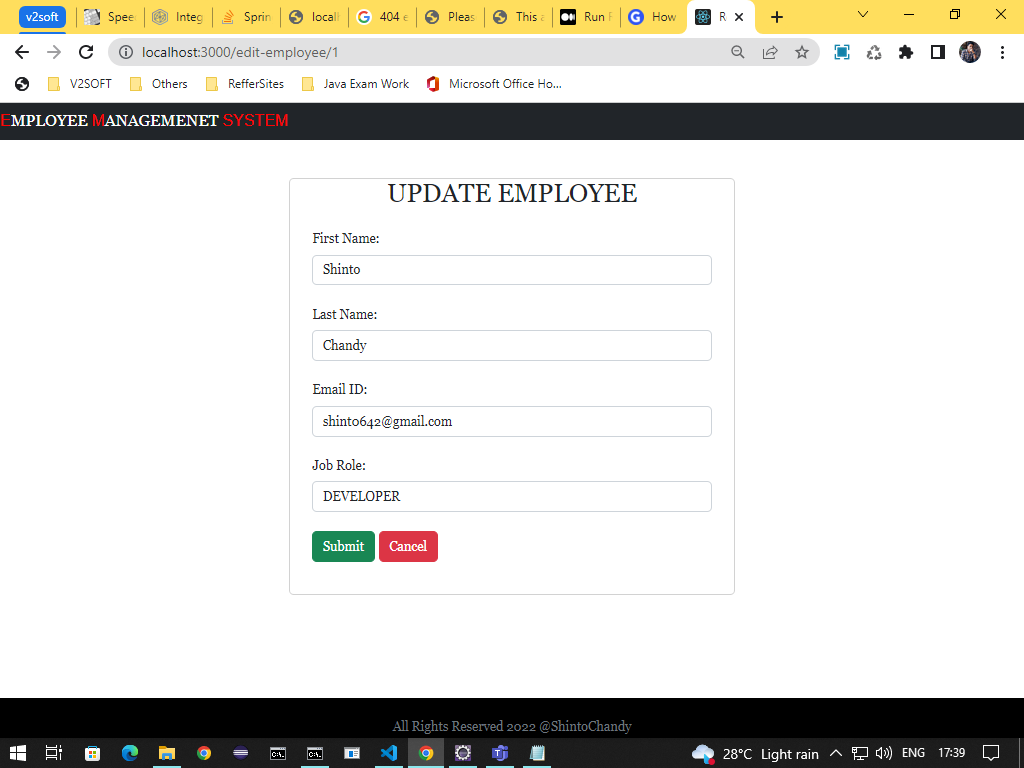 v2soft
Spee
Integ
Sprin
local
404 e
Pleas
This a
Run F
How
R
localhost:3000/edit-employee/1
V2SOFT
Others
RefferSites
Java Exam Work
Microsoft Office Ho...
EMPLOYEE MANAGEMENET SYSTEM
UPDATE EMPLOYEE
First Name:
Shinto
Last Name:
Chandy
Email ID:
shinto642@gmail.com
Job Role:
DEVELOPER
Submit Cancel
All Rights Reserved 2022 @ShintoChandy
28°C Light rain ENG 17:39